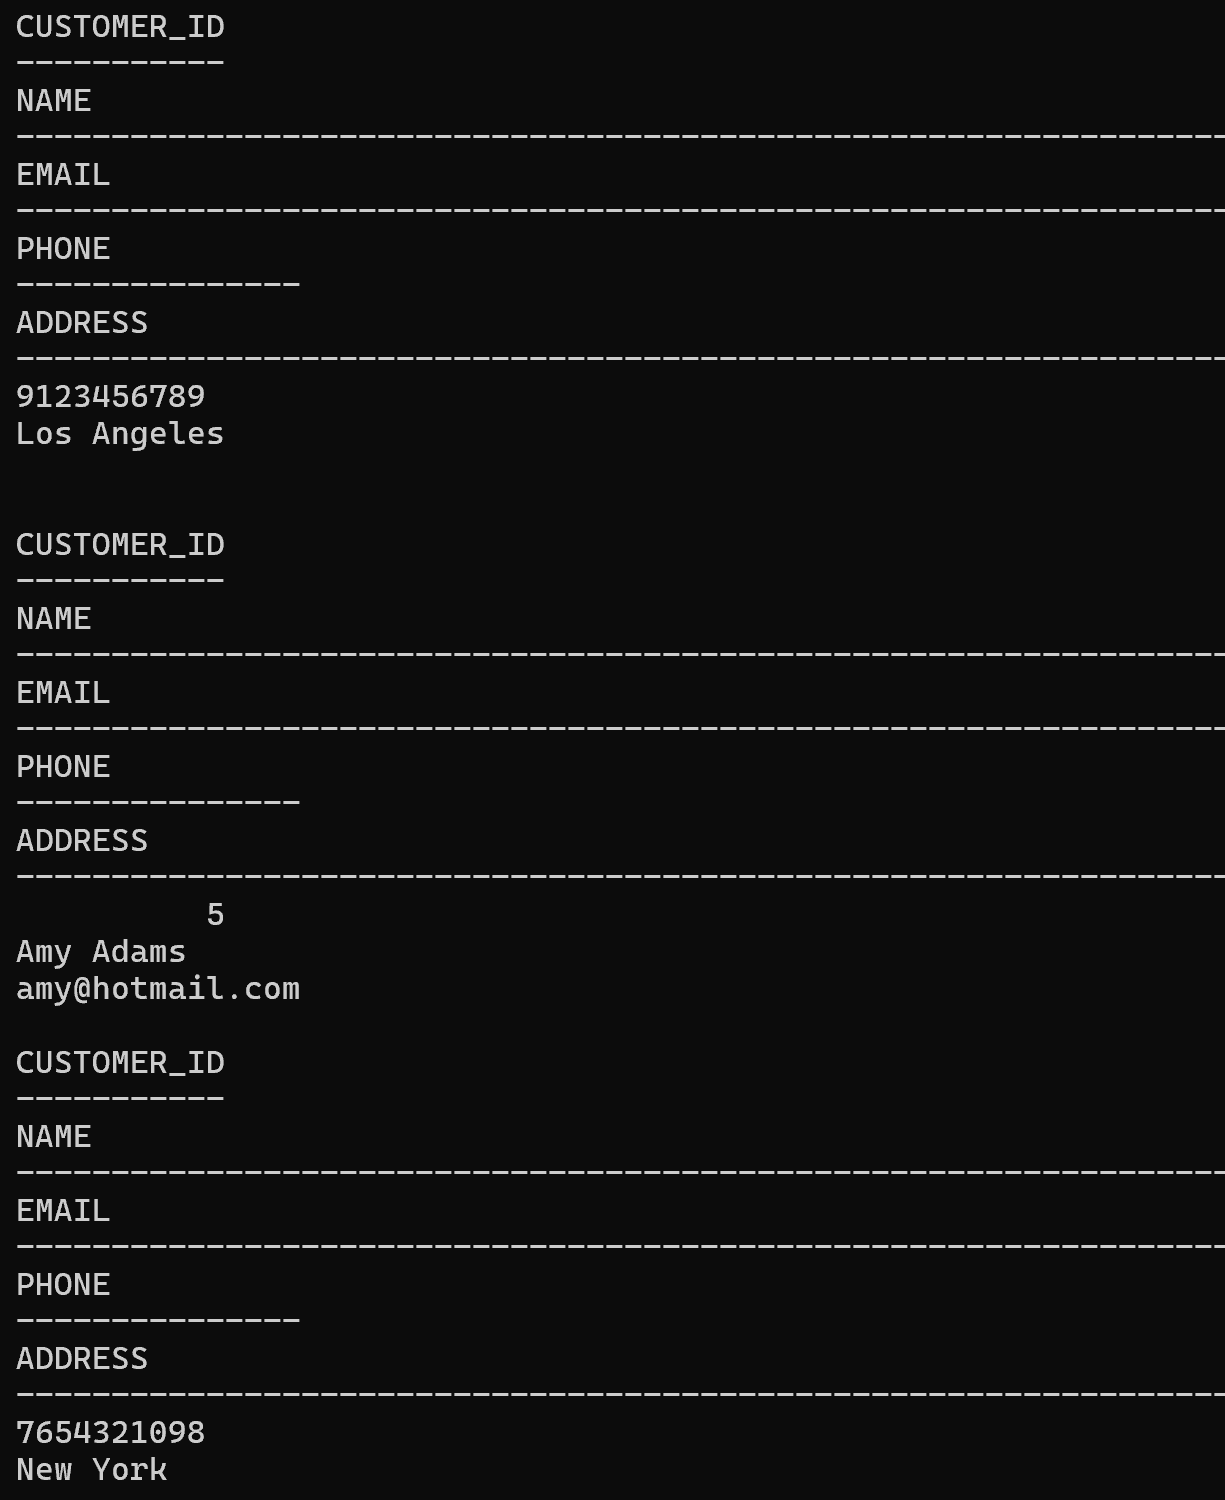 CUSTOMER_ID
-----------
NAME
----------------------------------------------------------------
EMAIL
----------------------------------------------------------------
PHONE
---------------
ADDRESS
----------------------------------------------------------------
9123456789
Los Angeles
CUSTOMER_ID
-----------
NAME
----------------------------------------------------------------
EMAIL
----------------------------------------------------------------
PHONE
---------------
ADDRESS
----------------------------------------------------------------
5
Amy Adams
amy@hotmail.com
CUSTOMER_ID
-----------
NAME
----------------------------------------------------------------
EMAIL
----------------------------------------------------------------
PHONE
---------------
ADDRESS
----------------------------------------------------------------
7654321098
New York